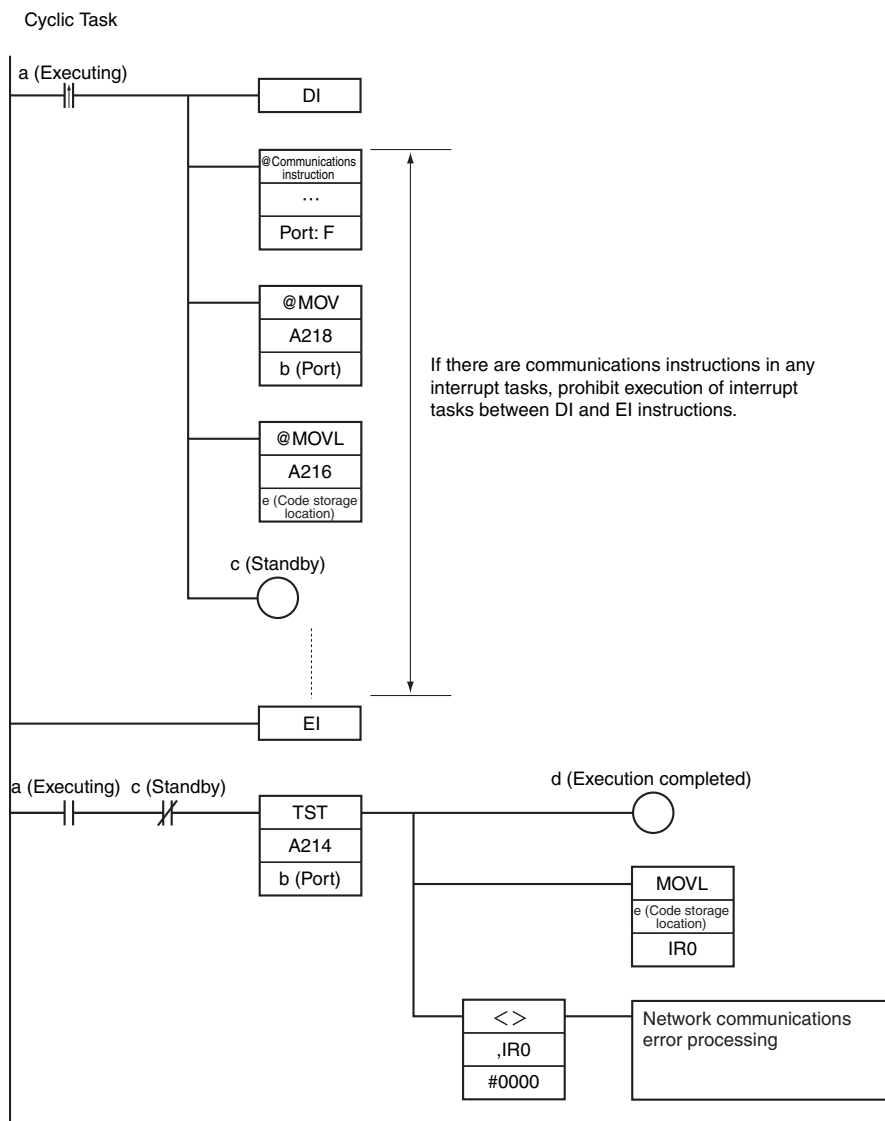 Cyclic Task
a (Executing)
DI
@Communications
instruction
...
Port: F
@MOV
A218
b (Port)
If there are communications instructions in any
interrupt tasks, prohibit execution of interrupt
tasks between DI and EI instructions.
@MOVL
A216
e (Code storage
location)
c (Standby)
EI
a (Executing) c (Standby)
d (Execution completed)
TST
A214
b (Port)
MOVL
e (Code storage
location)
IR0
< >
,IR0
#0000
Network communications
error processing